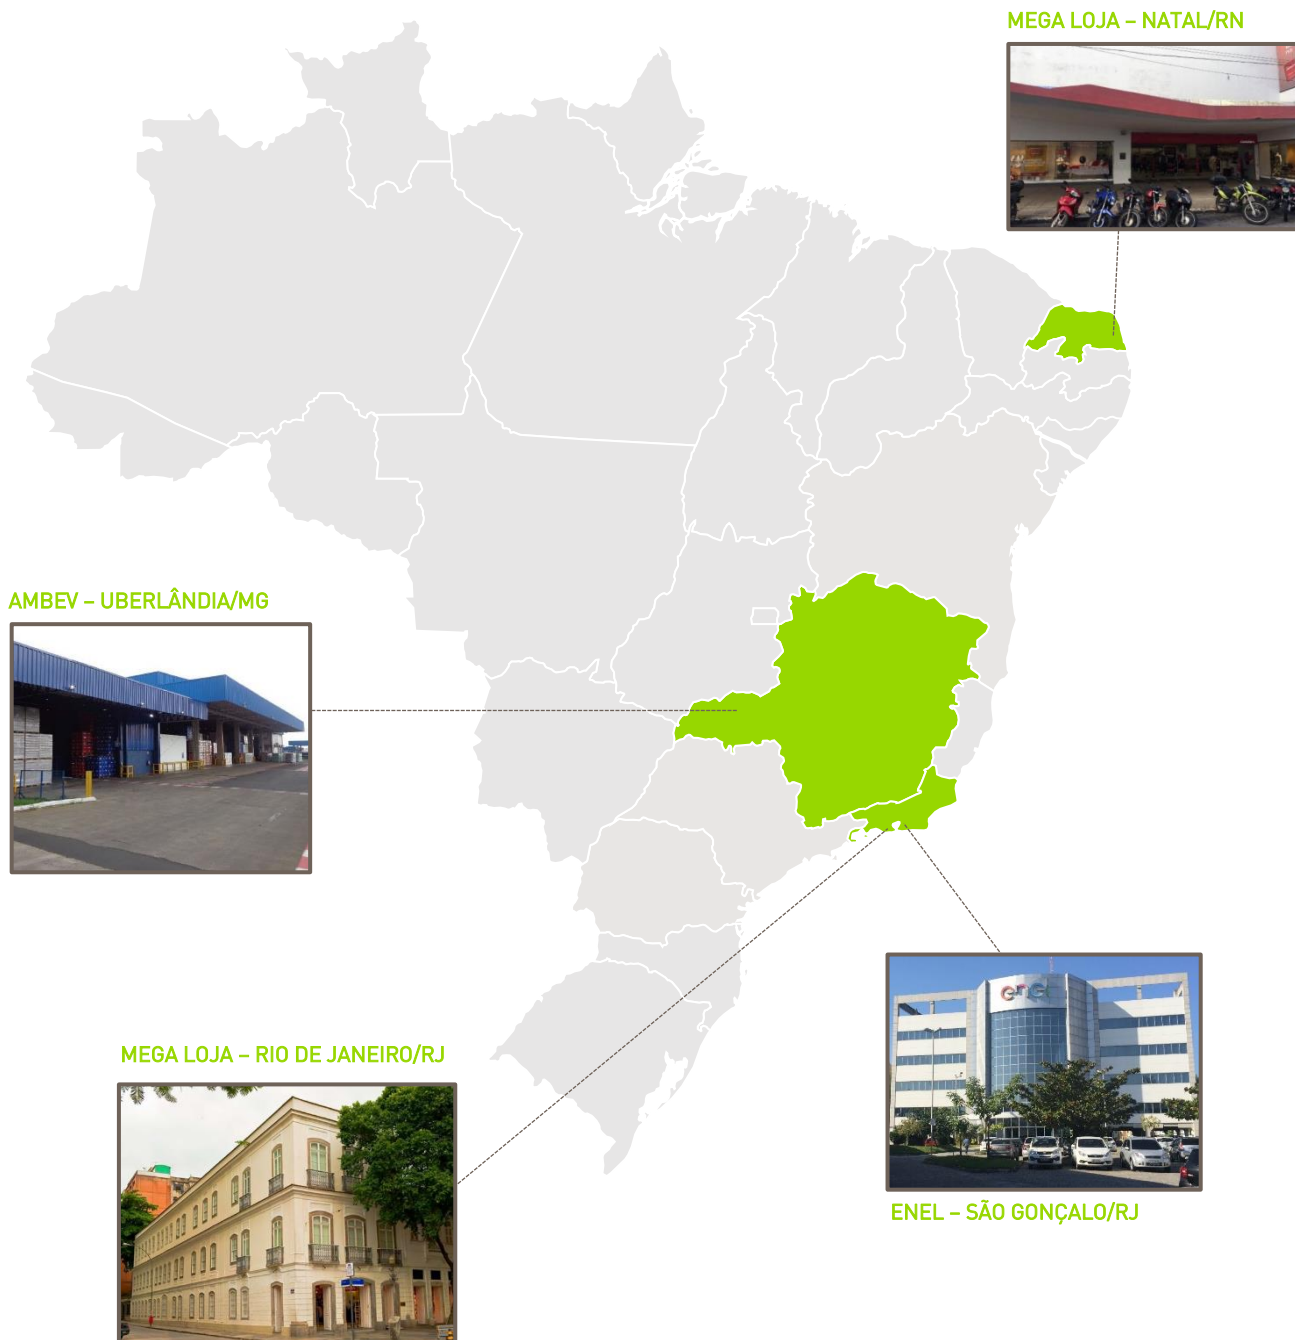 MEGA LOJA – NATAL/RN
AMBEV – UBERLÂNDIA/MG
MEGA LOJA – RIO DE JANEIRO/RJ
enel
ENEL – SÃO GONÇALO/RJ